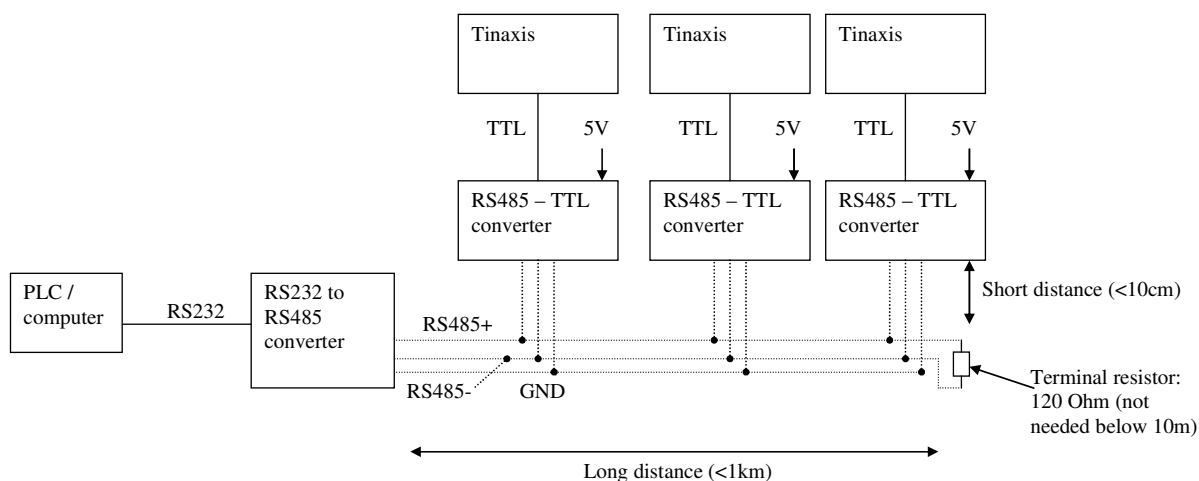 Tinaxis
Tinaxis
Tinaxis
TTL
5V
TTL
5V
TTL
5V
RS485 – TTL
converter
RS485 – TTL
converter
RS485 – TTL
converter
PLC /
computer
RS232
RS232 to
RS485
converter
RS485+
RS485-
GND
Short distance (<10cm)
Terminal resistor:
120 Ohm (not
needed below 10m)
Long distance (<1km)